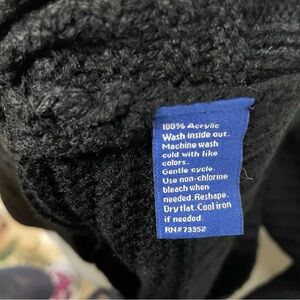 100% Acrylic
Wash inside out.
Machine wash
cold with like
colors.
Gentle cycle.
Use non-chlorine
bleach when
needed. Reshape.
Dry flat. Cool iron
if needed.
RN#73352